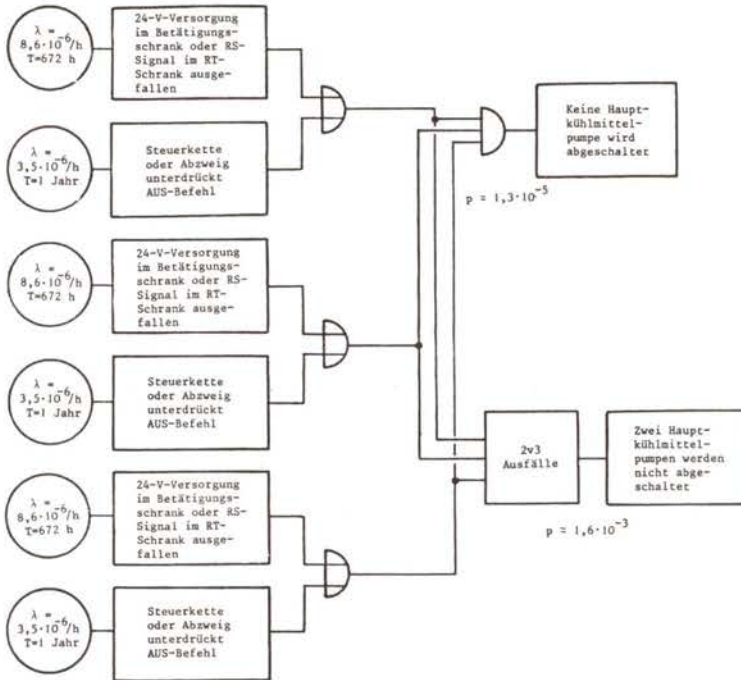 λ =
8,6·10⁻⁶/h
T=672 h
24-V-Versorgung
im Betätigungs-
schrank oder RS-
Signal im RT-
Schrank ausge-
fallen
λ =
3,5·10⁻⁶/h
T=1 Jahr
Steuerkette
oder Abzweig
unterdrückt
AUS-Befehl
Keine Haupt-
kühlmittel-
pumpe wird
abgeschaltet
p = 1,3·10⁻⁵
λ =
8,6·10⁻⁶/h
T=672 h
24-V-Versorgung
im Betätigungs-
schrank oder RS-
Signal im RT-
Schrank ausge-
fallen
λ =
3,5·10⁻⁶/h
T=1 Jahr
Steuerkette
oder Abzweig
unterdrückt
AUS-Befehl
2v3
Ausfälle
Zwei Haupt-
kühlmittel-
pumpen werden
nicht abge-
schaltet
p = 1,6·10⁻³
λ =
8,6·10⁻⁶/h
T=672 h
24-V-Versorgung
im Betätigungs-
schrank oder RS-
Signal im RT-
Schrank ausge-
fallen
λ =
3,5·10⁻⁶/h
T=1 Jahr
Steuerkette
oder Abzweig
unterdrückt
AUS-Befehl